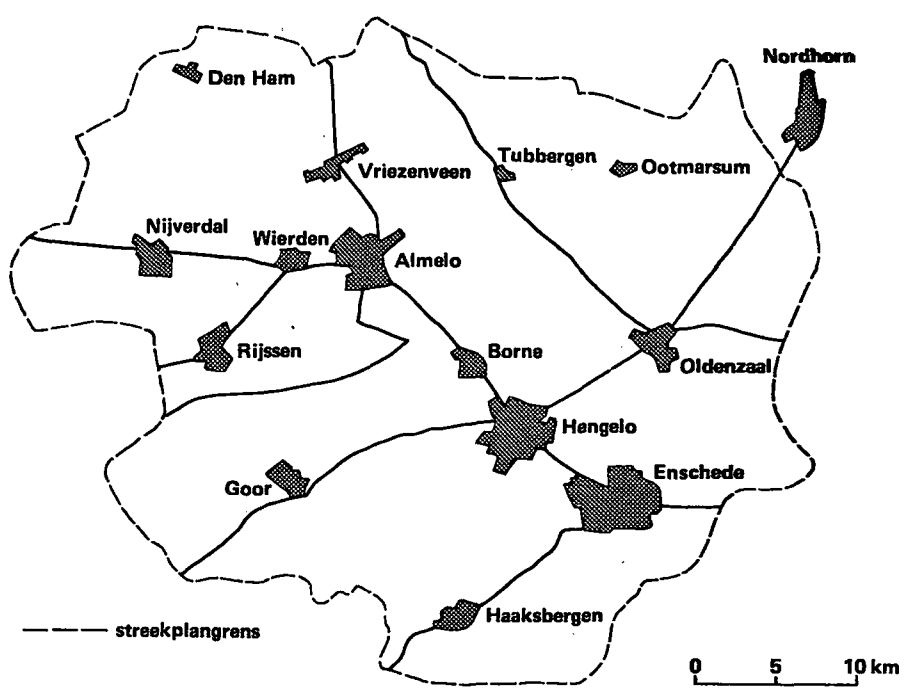 Nordhorn
Den Ham
Vriezenveen
Tubbergen
Ootmarsum
Nijverdal
Wierden
Almelo
Rijssen
Borne
Oldenzaal
Hengelo
Goor
Enschede
Haaksbergen
streekplangrens
0 5 10 km